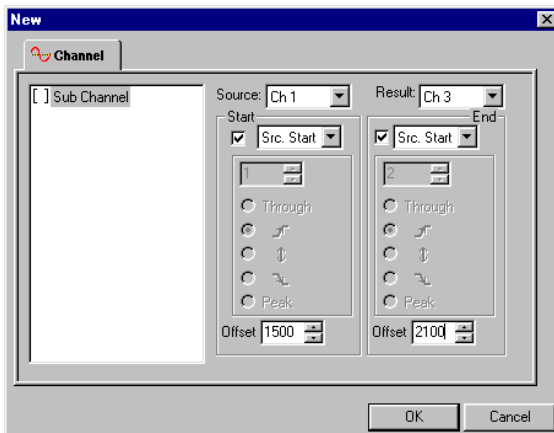 New
Channel
[ ] Sub Channel
Source: Ch 1
Result: Ch 3
Start
Src. Start
1
Through
Peak
Offset 1500
End
Src. Start
2
Through
Peak
Offset 2100
OK
Cancel